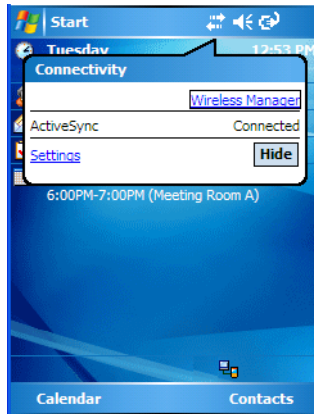 Start
Tuesday 12:53 PM
Connectivity
Wireless Manager
ActiveSync Connected
Settings Hide
6:00PM-7:00PM (Meeting Room A)
Calendar Contacts